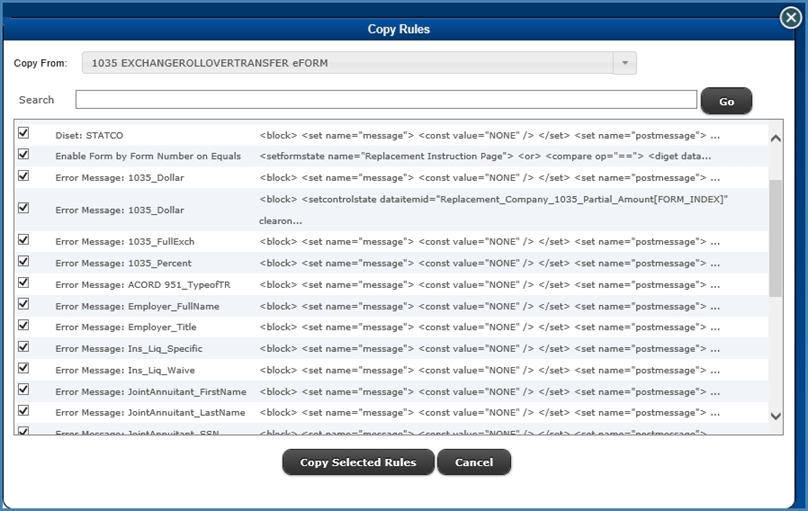 Copy Rules
Copy From: 1035 EXCHANGEROLLOVERTRANSFER eFORM
Search Go
Diset: STATCO <block> <set name="message"> <const value="NONE" /> </set> <set name="postmessage"> ...
Enable Form by Form Number on Equals <setformstate name="Replacement Instruction Page"> <or> <compare op="=="> <diget data...
Error Message: 1035_Dollar <block> <set name="message"> <const value="NONE" /> </set> <set name="postmessage"> ...
Error Message: 1035_Dollar <block> <setcontrolstate dataitemid="Replacement_Company_1035_Partial_Amount[FORM_INDEX]"
clearon...
Error Message: 1035_FullExch <block> <set name="message"> <const value="NONE" /> </set> <set name="postmessage"> ...
Error Message: 1035_Percent <block> <set name="message"> <const value="NONE" /> </set> <set name="postmessage"> ...
Error Message: ACORD 951_TypeofTR <block> <set name="message"> <const value="NONE" /> </set> <set name="postmessage"> ...
Error Message: Employer_FullName <block> <set name="message"> <const value="NONE" /> </set> <set name="postmessage"> ...
Error Message: Employer_Title <block> <set name="message"> <const value="NONE" /> </set> <set name="postmessage"> ...
Error Message: Ins_Liq_Specific <block> <set name="message"> <const value="NONE" /> </set> <set name="postmessage"> ...
Error Message: Ins_Liq_Waive <block> <set name="message"> <const value="NONE" /> </set> <set name="postmessage"> ...
Error Message: JointAnnuitant_FirstName <block> <set name="message"> <const value="NONE" /> </set> <set name="postmessage"> ...
Error Message: JointAnnuitant_LastName <block> <set name="message"> <const value="NONE" /> </set> <set name="postmessage"> ...
Error Message: JointAnnuitant_SSN <block> <set name="message"> <const value="NONE" /> </set> <set name="postmessage"> ...
Copy Selected Rules Cancel